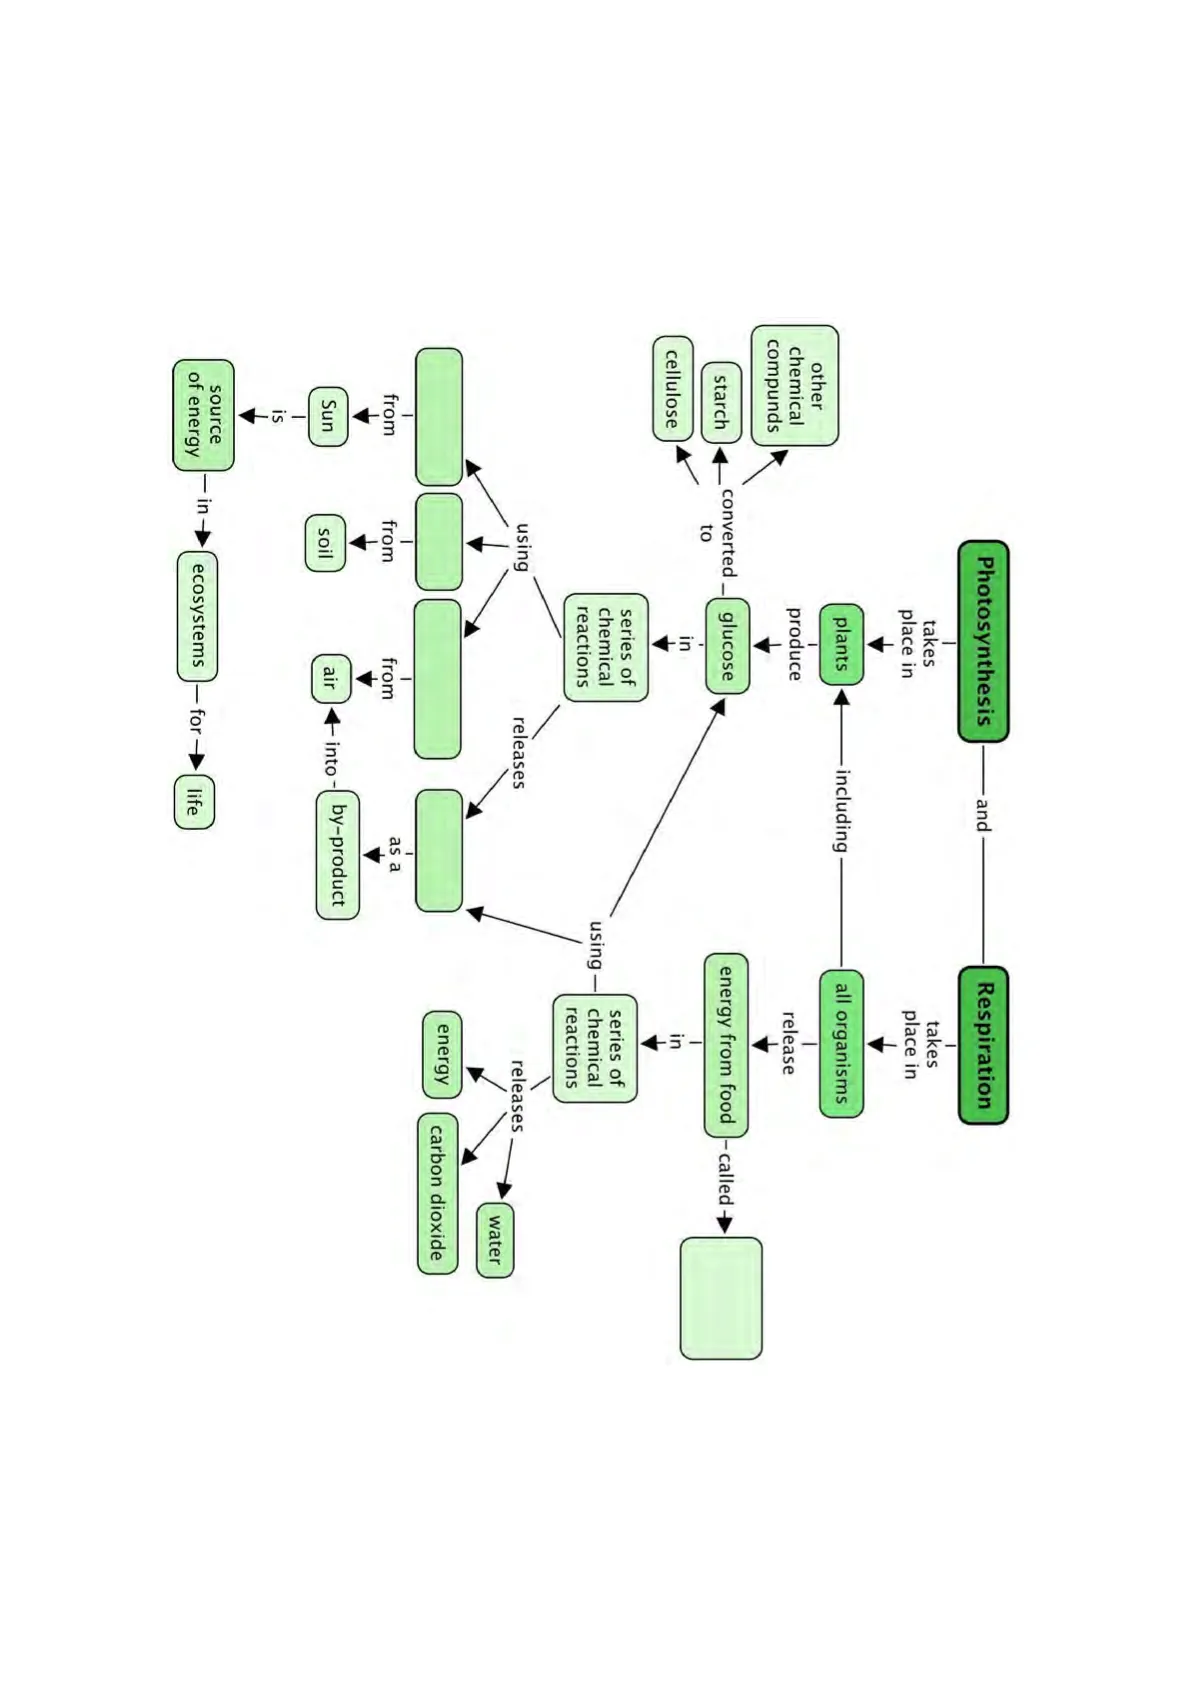 Photosynthesis
and
Respiration
takes
place in
takes
place in
plants
including
all organisms
produce
release
other
chemical
compunds
starch
cellulose
converted
to
glucose
energy from food
called
in
in
series of
chemical
reactions
using
series of
chemical
reactions
using
releases
releases
water
energy
carbon dioxide
from
from
from
as a
Sun
soil
air
into
by-product
is
source
of energy
in
ecosystems
for
life